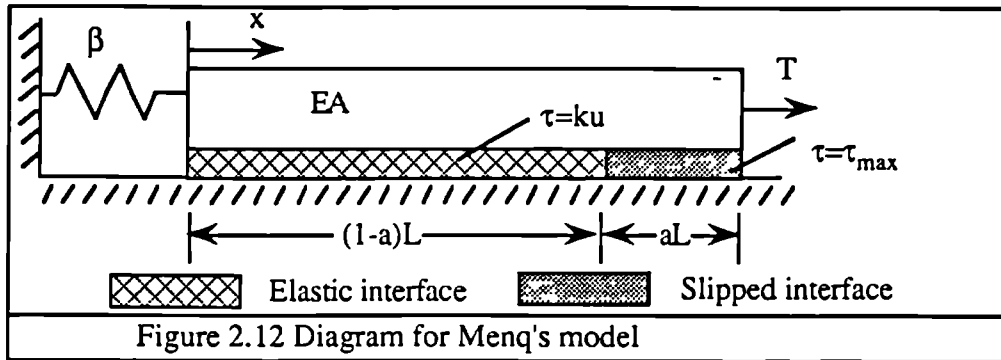 β
x
T
EA
τ=ku
τ=τmax
(1-a)L
aL
Elastic interface
Slipped interface
Figure 2.12 Diagram for Menq's model